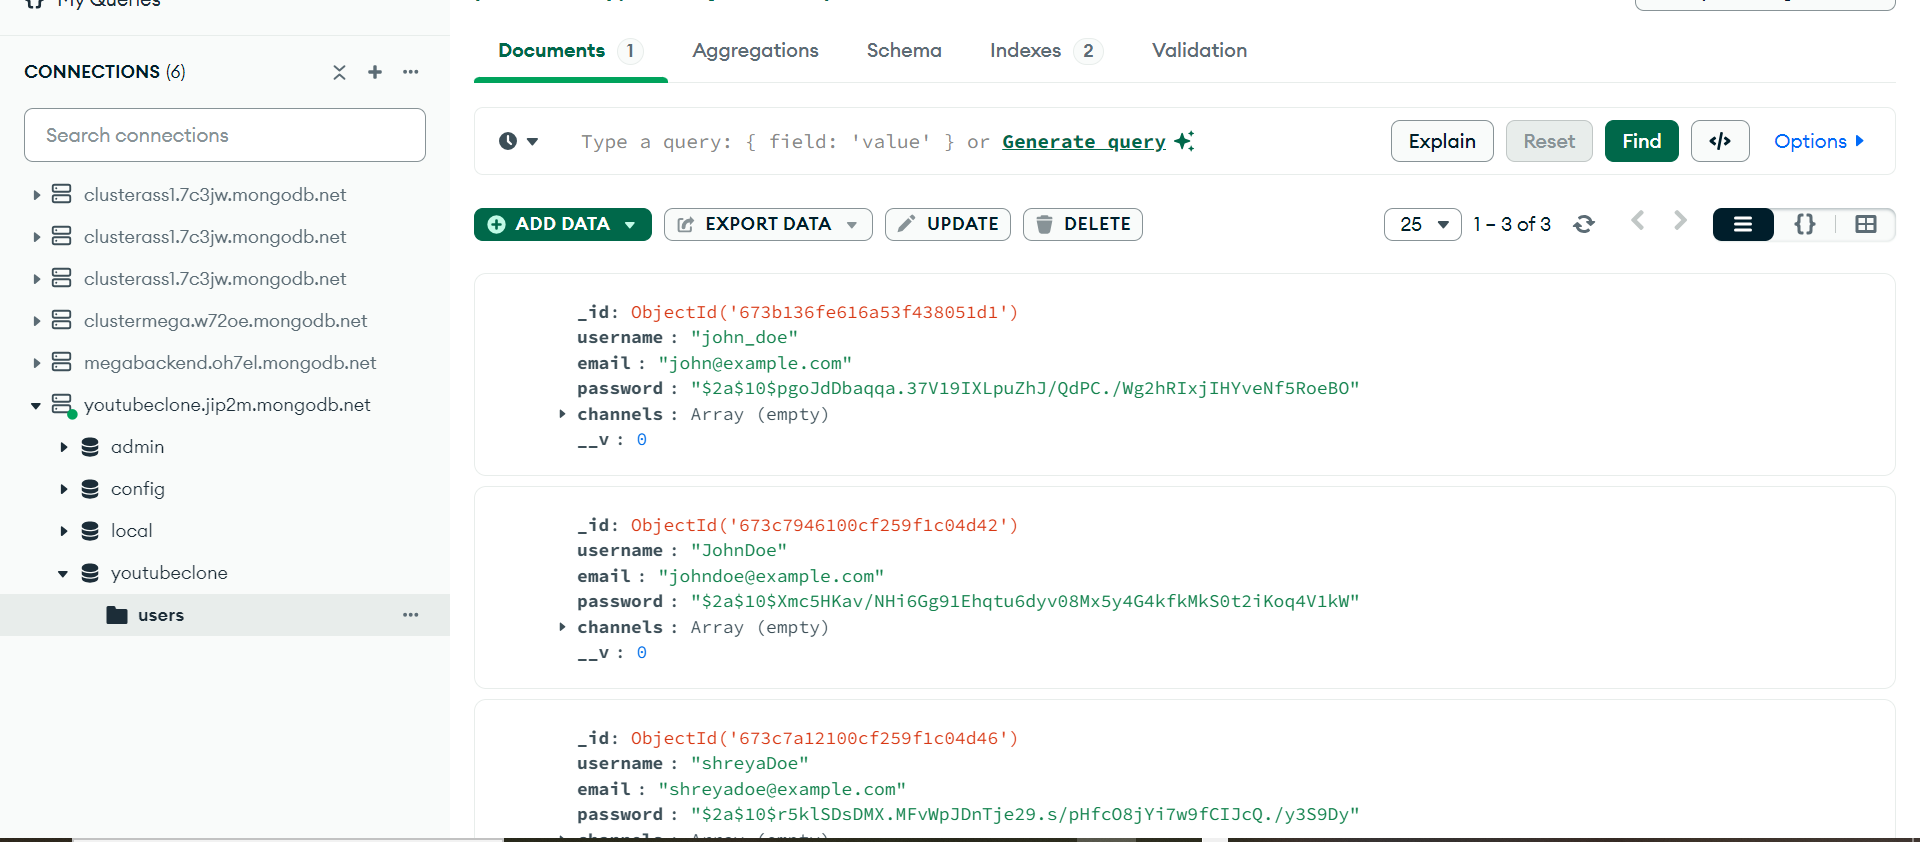 My Queries
CONNECTIONS (6)
Search connections
clusterass1.7c3jw.mongodb.net
clusterass1.7c3jw.mongodb.net
clusterass1.7c3jw.mongodb.net
clustermega.w72oe.mongodb.net
megabackend.oh7el.mongodb.net
youtubeclone.jip2m.mongodb.net
admin
config
local
youtubeclone
users
Documents 1 Aggregations Schema Indexes 2 Validation
Type a query: { field: 'value' } or Generate query
Explain Reset Find </> Options
ADD DATA EXPORT DATA UPDATE DELETE 25 1 – 3 of 3 {}
_id: ObjectId('673b136fe616a53f438051d1')
username : "john_doe"
email : "john@example.com"
password : "$2a$10$pgoJdDbaqqa.37V19IXLpuZhJ/QdPC./Wg2hRIxjIHYveNf5RoeBO"
channels : Array (empty)
__v : 0
_id: ObjectId('673c7946100cf259f1c04d42')
username : "JohnDoe"
email : "johndoe@example.com"
password : "$2a$10$Xmc5HKav/NHi6Gg91Ehqtu6dyv08Mx5y4G4kfkMkS0t2iKoq4V1kW"
channels : Array (empty)
__v : 0
_id: ObjectId('673c7a12100cf259f1c04d46')
username : "shreyaDoe"
email : "shreyadoe@example.com"
password : "$2a$10$r5klSDsDMX.MFvWpJDnTje29.s/pHfcO8jYi7w9fCIJcQ./y3S9Dy"
channels : Array (empty)